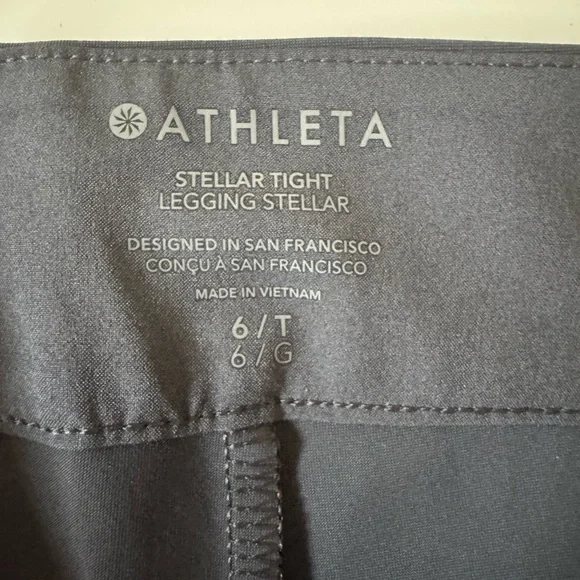 ATHLETA
STELLAR TIGHT
LEGGING STELLAR
DESIGNED IN SAN FRANCISCO
CONÇU À SAN FRANCISCO
MADE IN VIETNAM
6 / T
6 / G